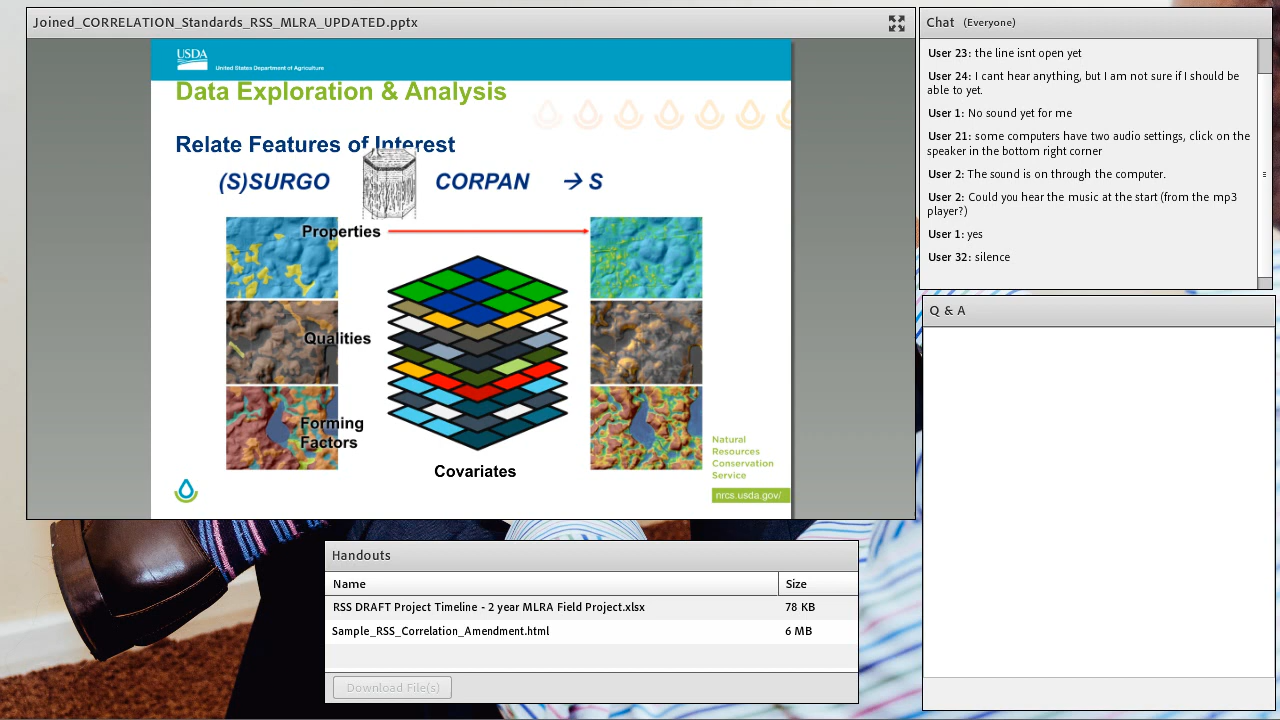 Joined_CORRELATION_Standards_RSS_MLRA_UPDATED.pptx
USDA
United States Department of Agriculture
Data Exploration & Analysis
Relate Features of Interest
(S)SURGO CORPAN → S
Properties
Qualities
Forming
Factors
Covariates
Natural
Resources
Conservation
Service
nrcs.usda.gov/
Chat (Everyone)
User 23: the line isnt open yet
User 24: I cant hear anything, but I'm not sure if I should be
able to yet.
User 1: No sound yet for me
User 21: some computers have two audio settings, click on the
speaker in the bottom right corner
User 2: The sound is on through the computer.
User 2: Could you hear the music at the start (from the mp3
player?)
User 1: yes
User 32: silence
Q & A
Handouts
Name Size
RSS DRAFT Project Timeline - 2 year MLRA Field Project.xlsx 78 KB
Sample_RSS_Correlation_Amendment.html 6 MB
Download File(s)